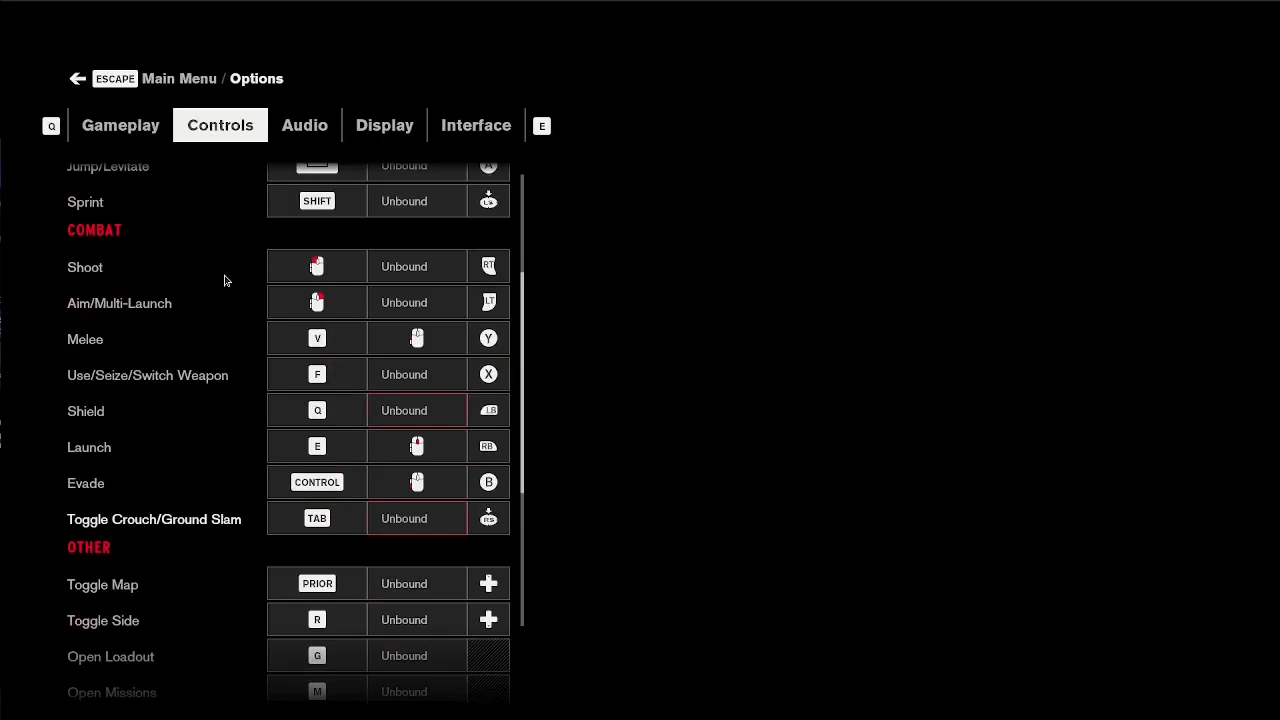 ESCAPE Main Menu / Options
Q Gameplay Controls Audio Display Interface E
Jump/Levitate Unbound A
Sprint SHIFT Unbound LS
COMBAT
Shoot Unbound RT
Aim/Multi-Launch Unbound LT
Melee V Y
Use/Seize/Switch Weapon F Unbound X
Shield Q Unbound LB
Launch E RB
Evade CONTROL B
Toggle Crouch/Ground Slam TAB Unbound RS
OTHER
Toggle Map PRIOR Unbound
Toggle Side R Unbound
Open Loadout G Unbound
Open Missions M Unbound